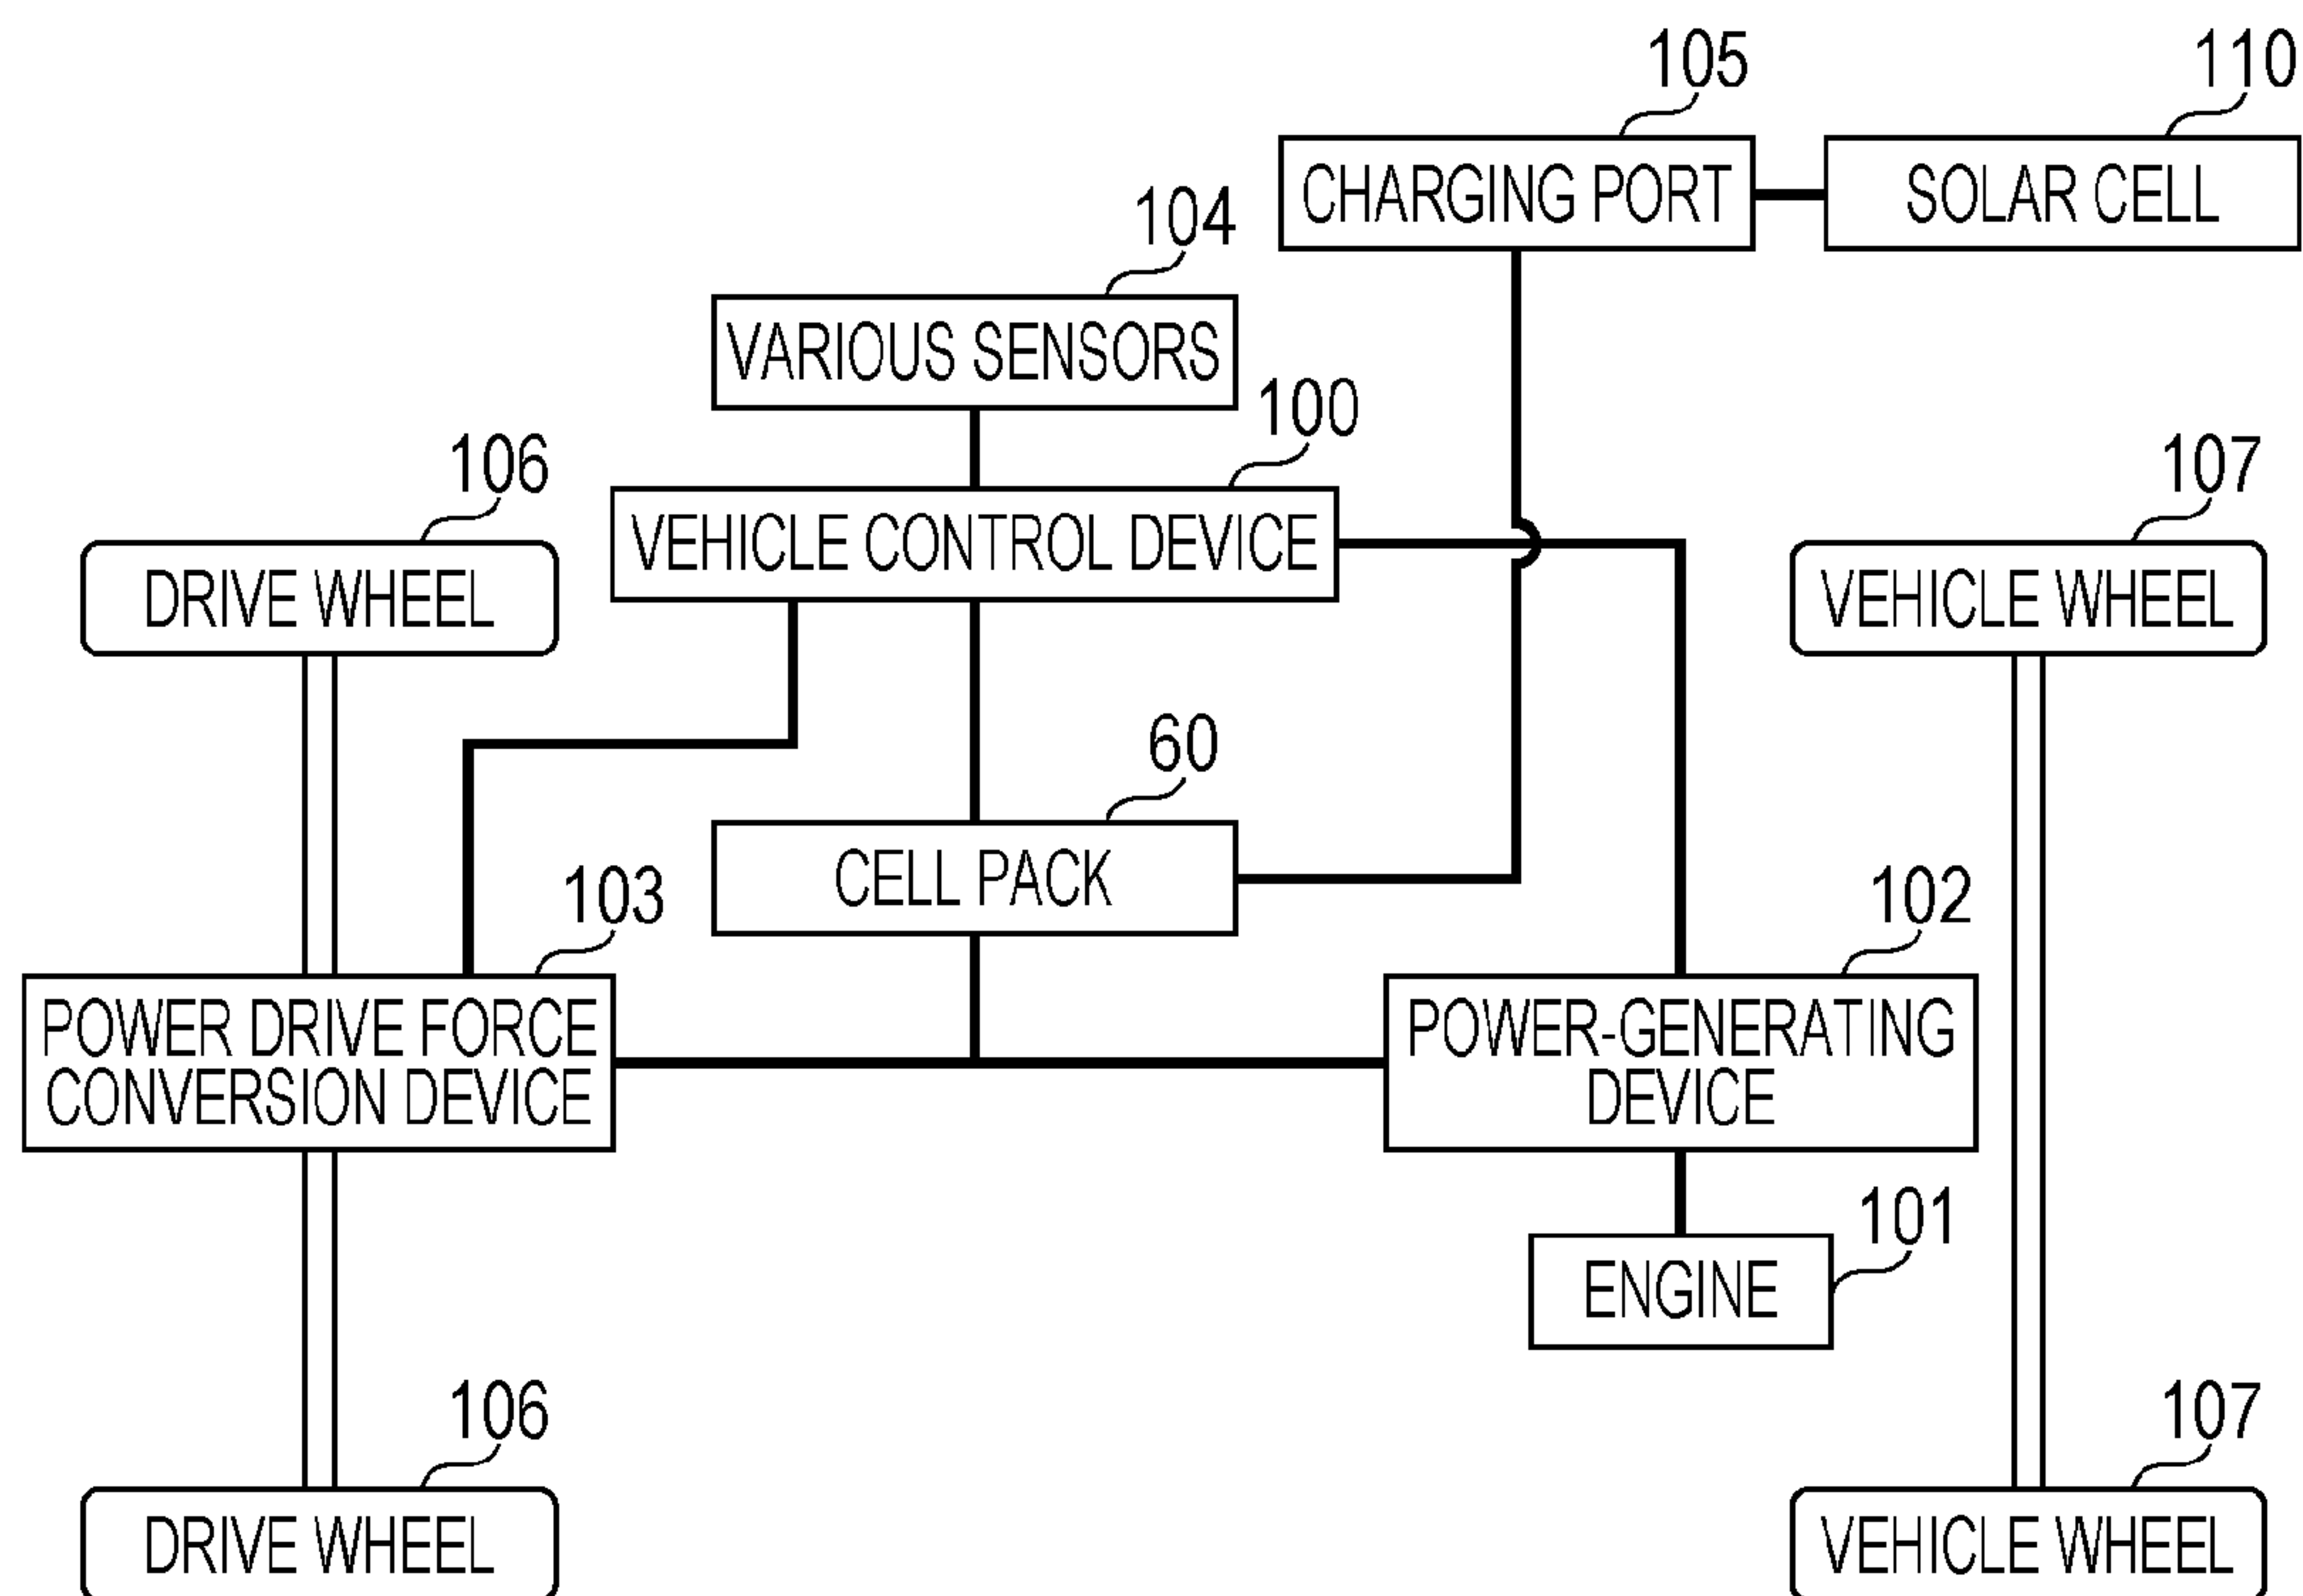 105
110
CHARGING PORT
SOLAR CELL
104
VARIOUS SENSORS
100
106
107
VEHICLE CONTROL DEVICE
DRIVE WHEEL
VEHICLE WHEEL
60
CELL PACK
103
102
POWER DRIVE FORCE
CONVERSION DEVICE
POWER-GENERATING
DEVICE
101
ENGINE
106
107
DRIVE WHEEL
VEHICLE WHEEL